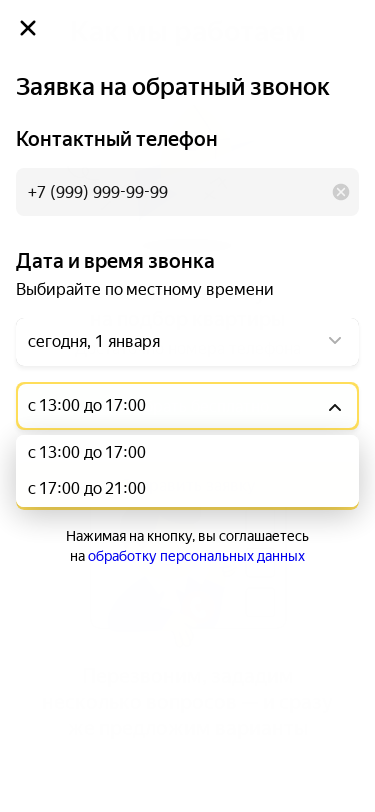 Заявка на обратный звонок
Контактный телефон
+7 (999) 999-99-99
Дата и время звонка
Выбирайте по местному времени
сегодня, 1 января
с 13:00 до 17:00
с 13:00 до 17:00
с 17:00 до 21:00
Нажимая на кнопку, вы соглашаетесь
на обработку персональных данных